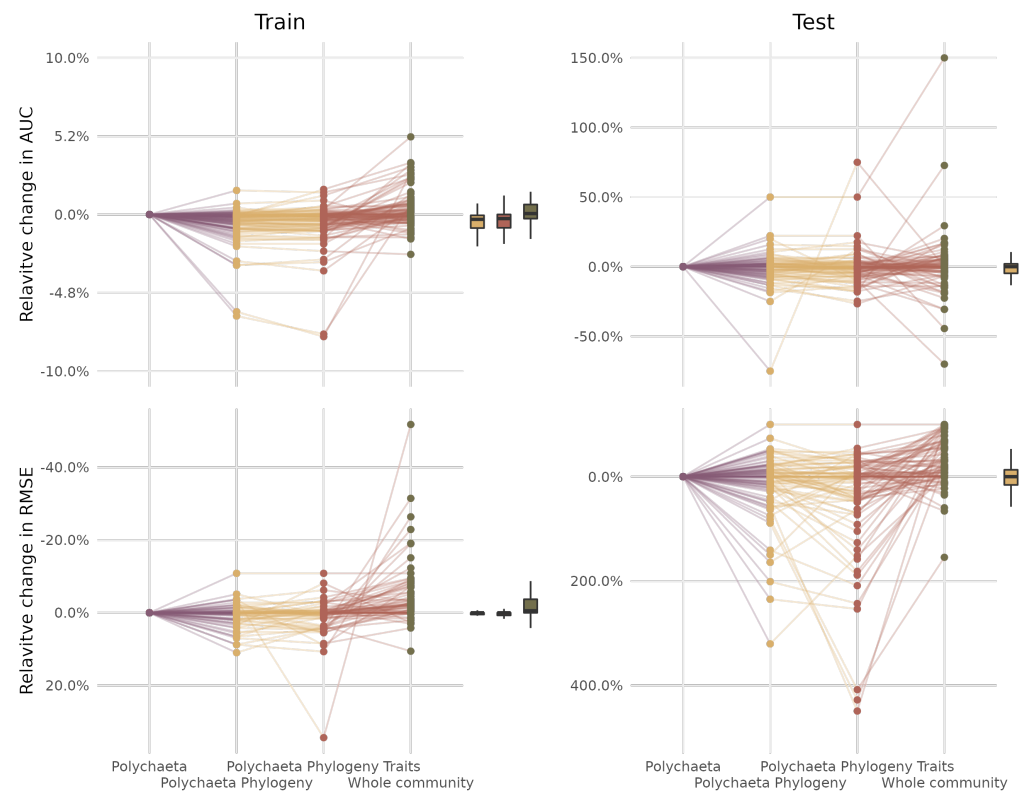 Train
Test
Relavitve change in AUC
10.0%
5.2%
0.0%
-4.8%
-10.0%
150.0%
100.0%
50.0%
0.0%
-50.0%
Relavitve change in RMSE
-40.0%
-20.0%
0.0%
20.0%
0.0%
200.0%
400.0%
Polychaeta
Polychaeta Phylogeny Traits
Polychaeta Phylogeny
Whole community
Polychaeta
Polychaeta Phylogeny Traits
Polychaeta Phylogeny
Whole community